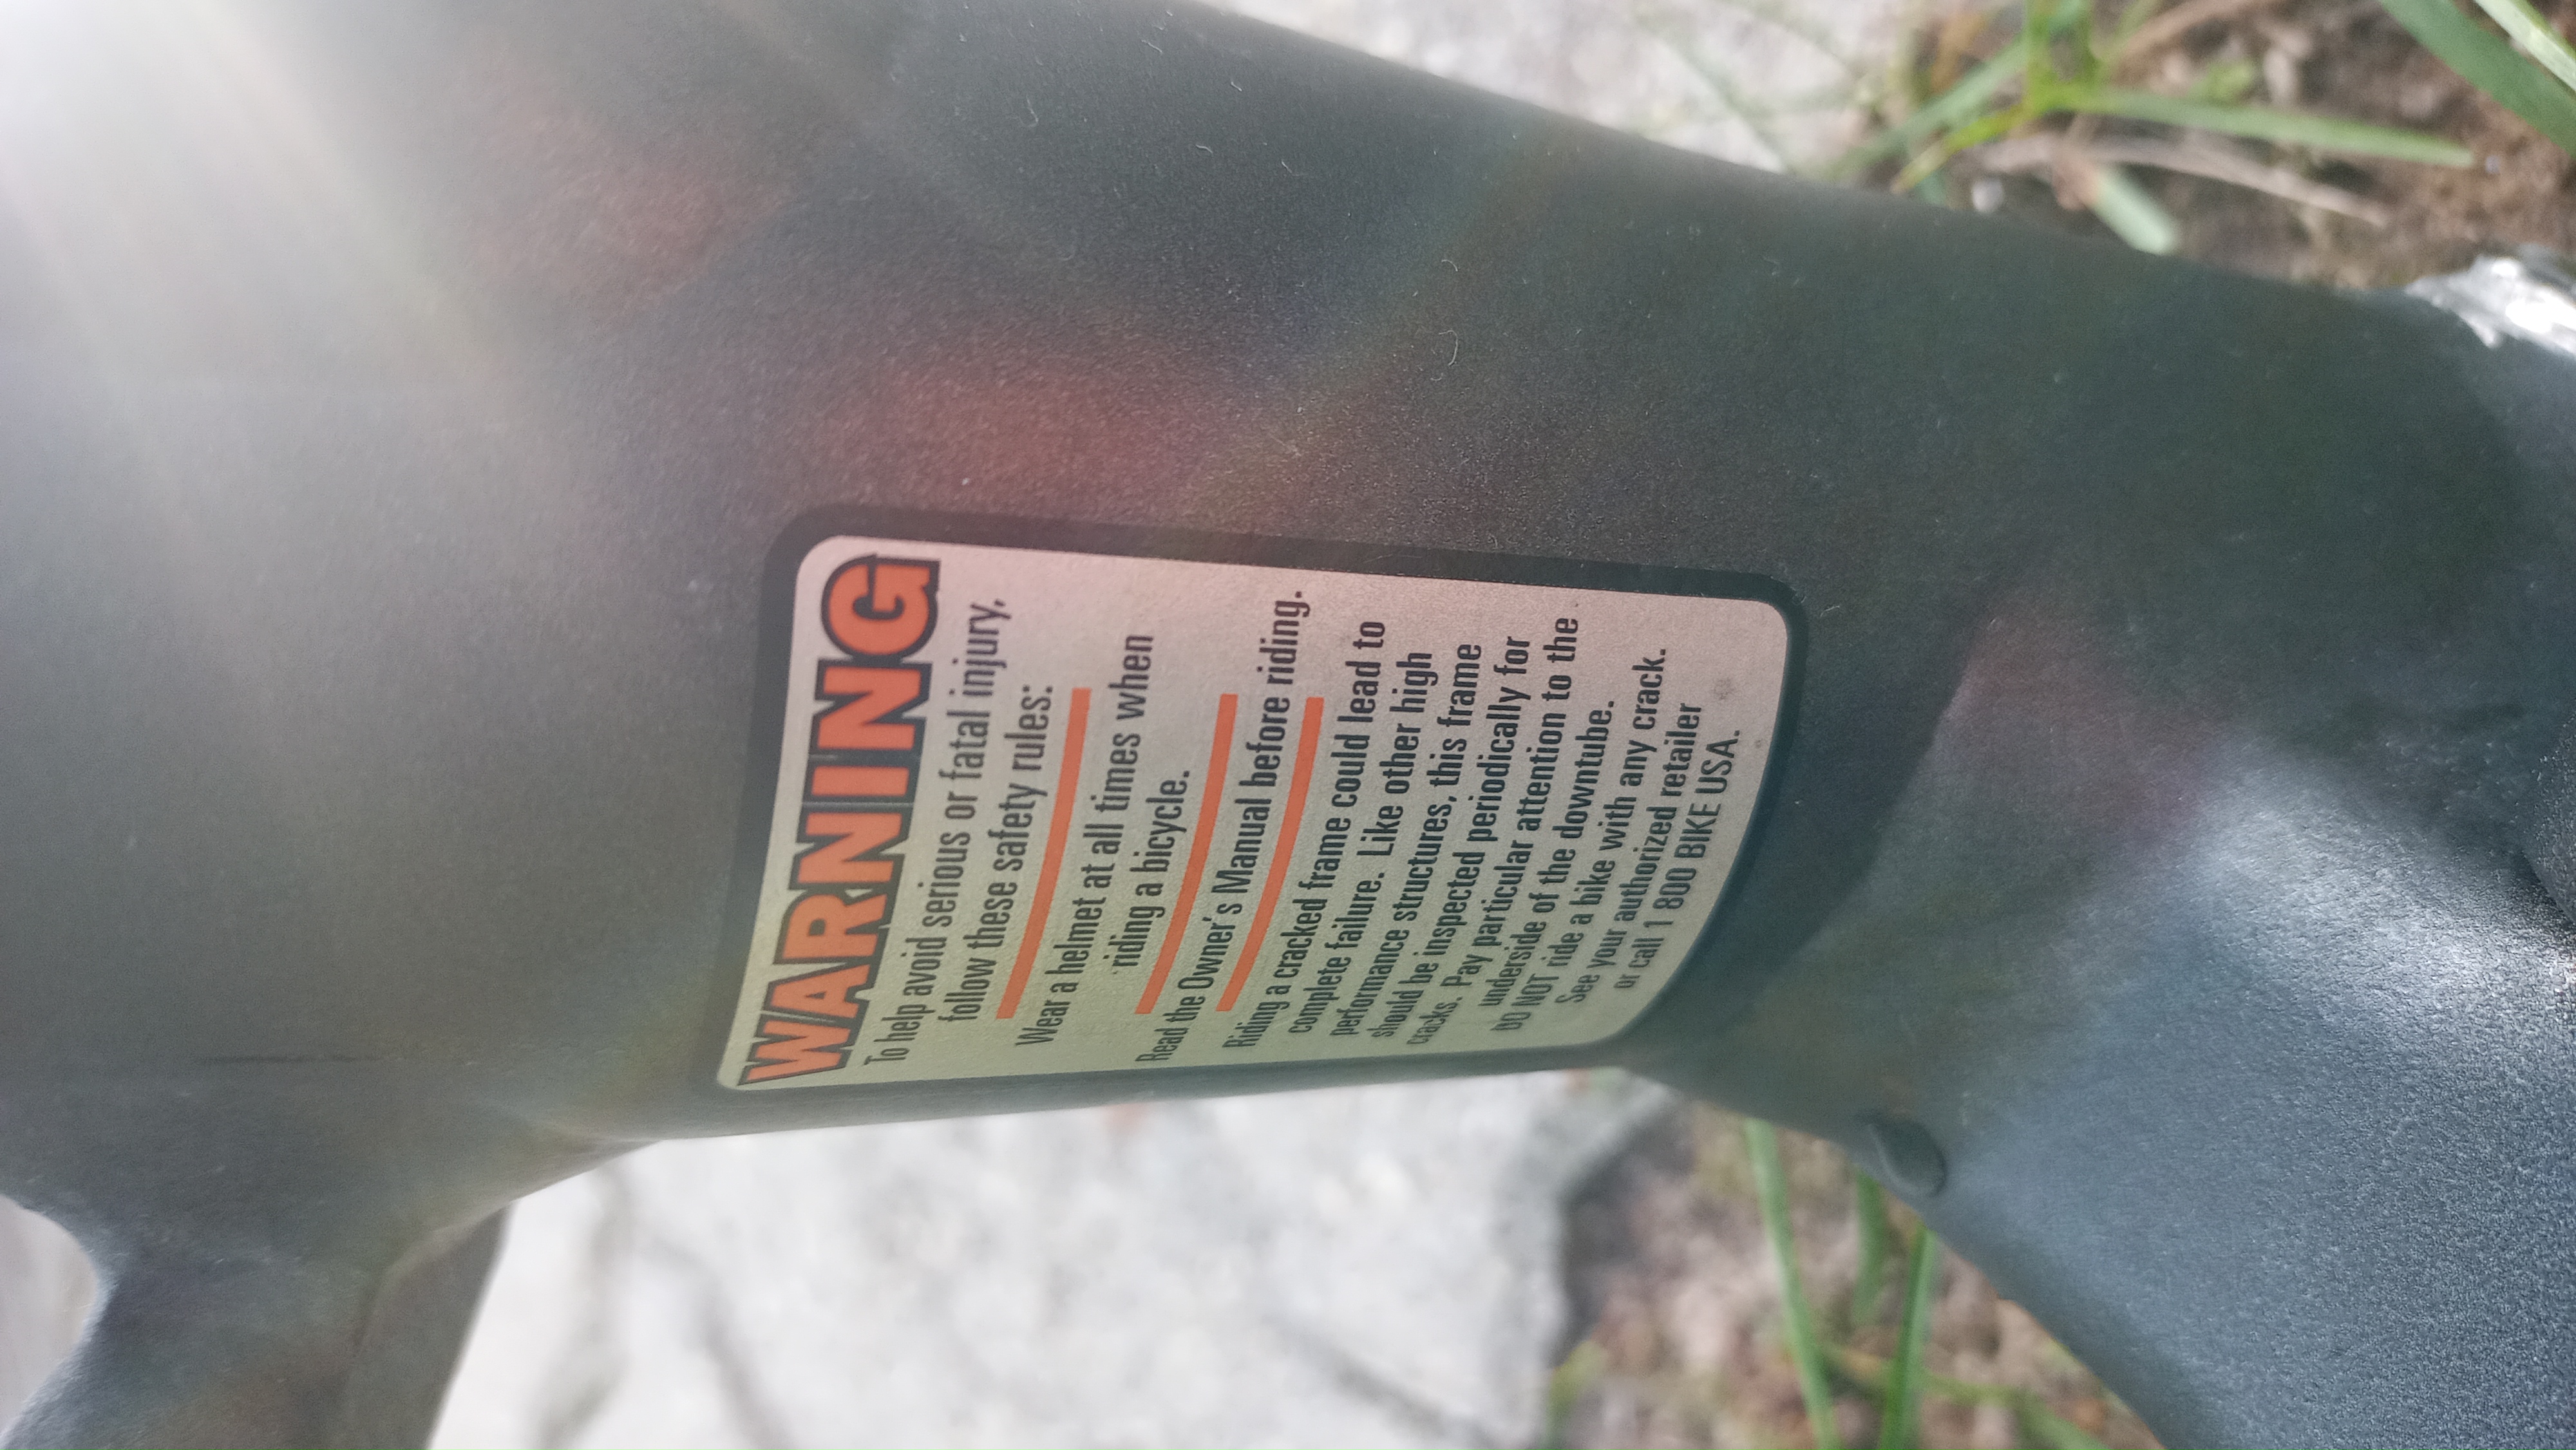 WARNING
To help avoid serious or fatal injury,
follow these safety rules:
Wear a helmet at all times when
riding a bicycle.
Read the Owner's Manual before riding.
Riding a cracked frame could lead to
complete failure. Like other high
performance structures, this frame
should be inspected periodically for
cracks. Pay particular attention to the
underside of the downtube.
DO NOT ride a bike with any crack.
See your authorized retailer
or call 1 800 BIKE USA.